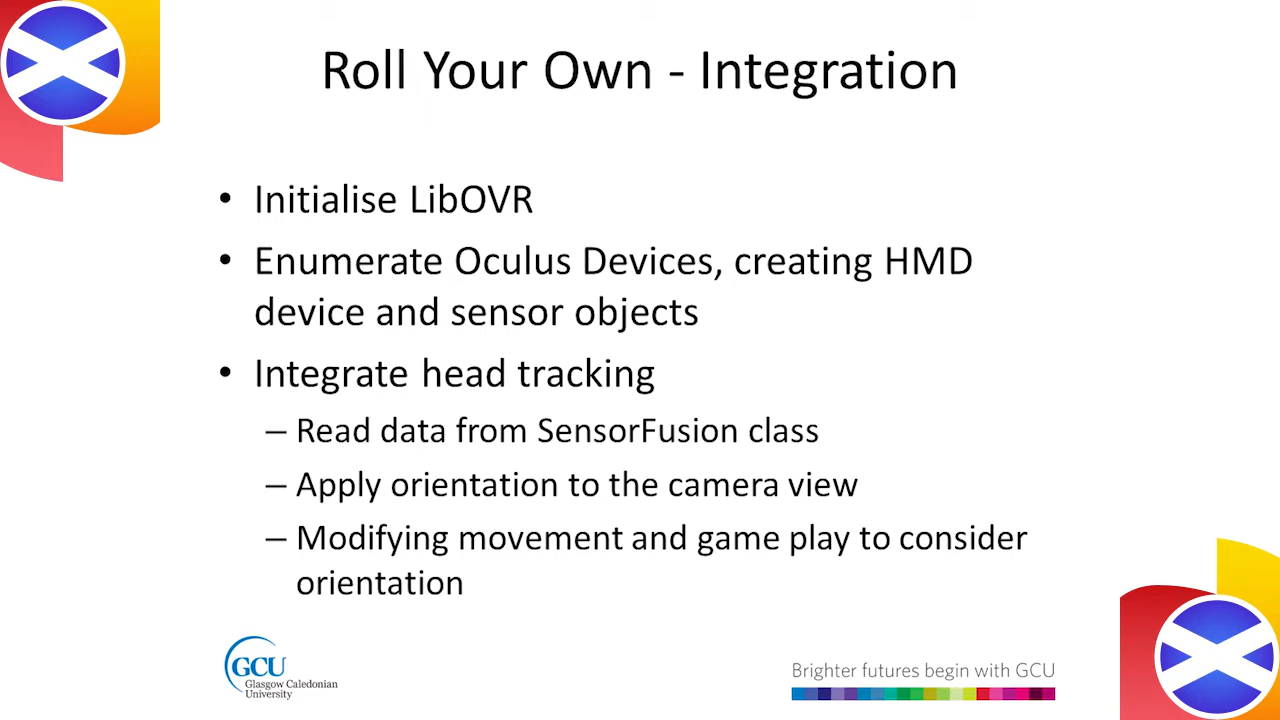 Roll Your Own - Integration
• Initialise LibOVR
• Enumerate Oculus Devices, creating HMD
device and sensor objects
• Integrate head tracking
– Read data from SensorFusion class
– Apply orientation to the camera view
– Modifying movement and game play to consider
orientation
GCU
Glasgow Caledonian
University
Brighter futures begin with GCU